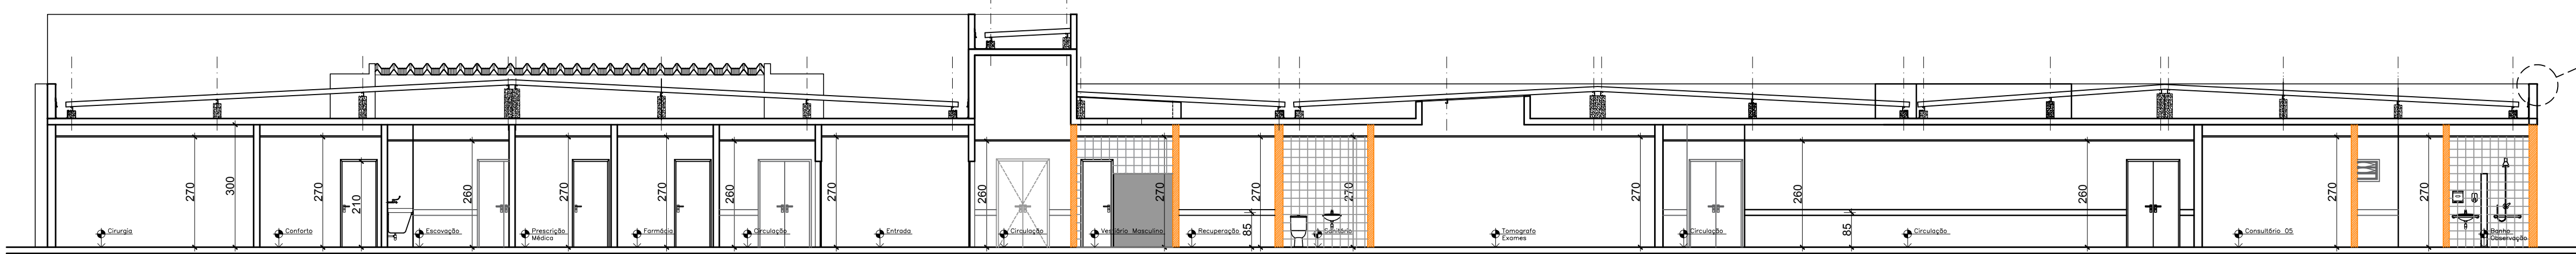 270
300
270
210
260
270
270
260
270
260
270
85
270
270
270
260
85
260
270
270
Cirurgia
Conforto
Escovação
Prescrição
Médica
Farmácia
Circulação
Entrada
Circulação
Vestiário Masculino
Recuperação
Sanitário
Tomografo
Exames
Circulação
Circulação
Consultório 05
Banho
Observação